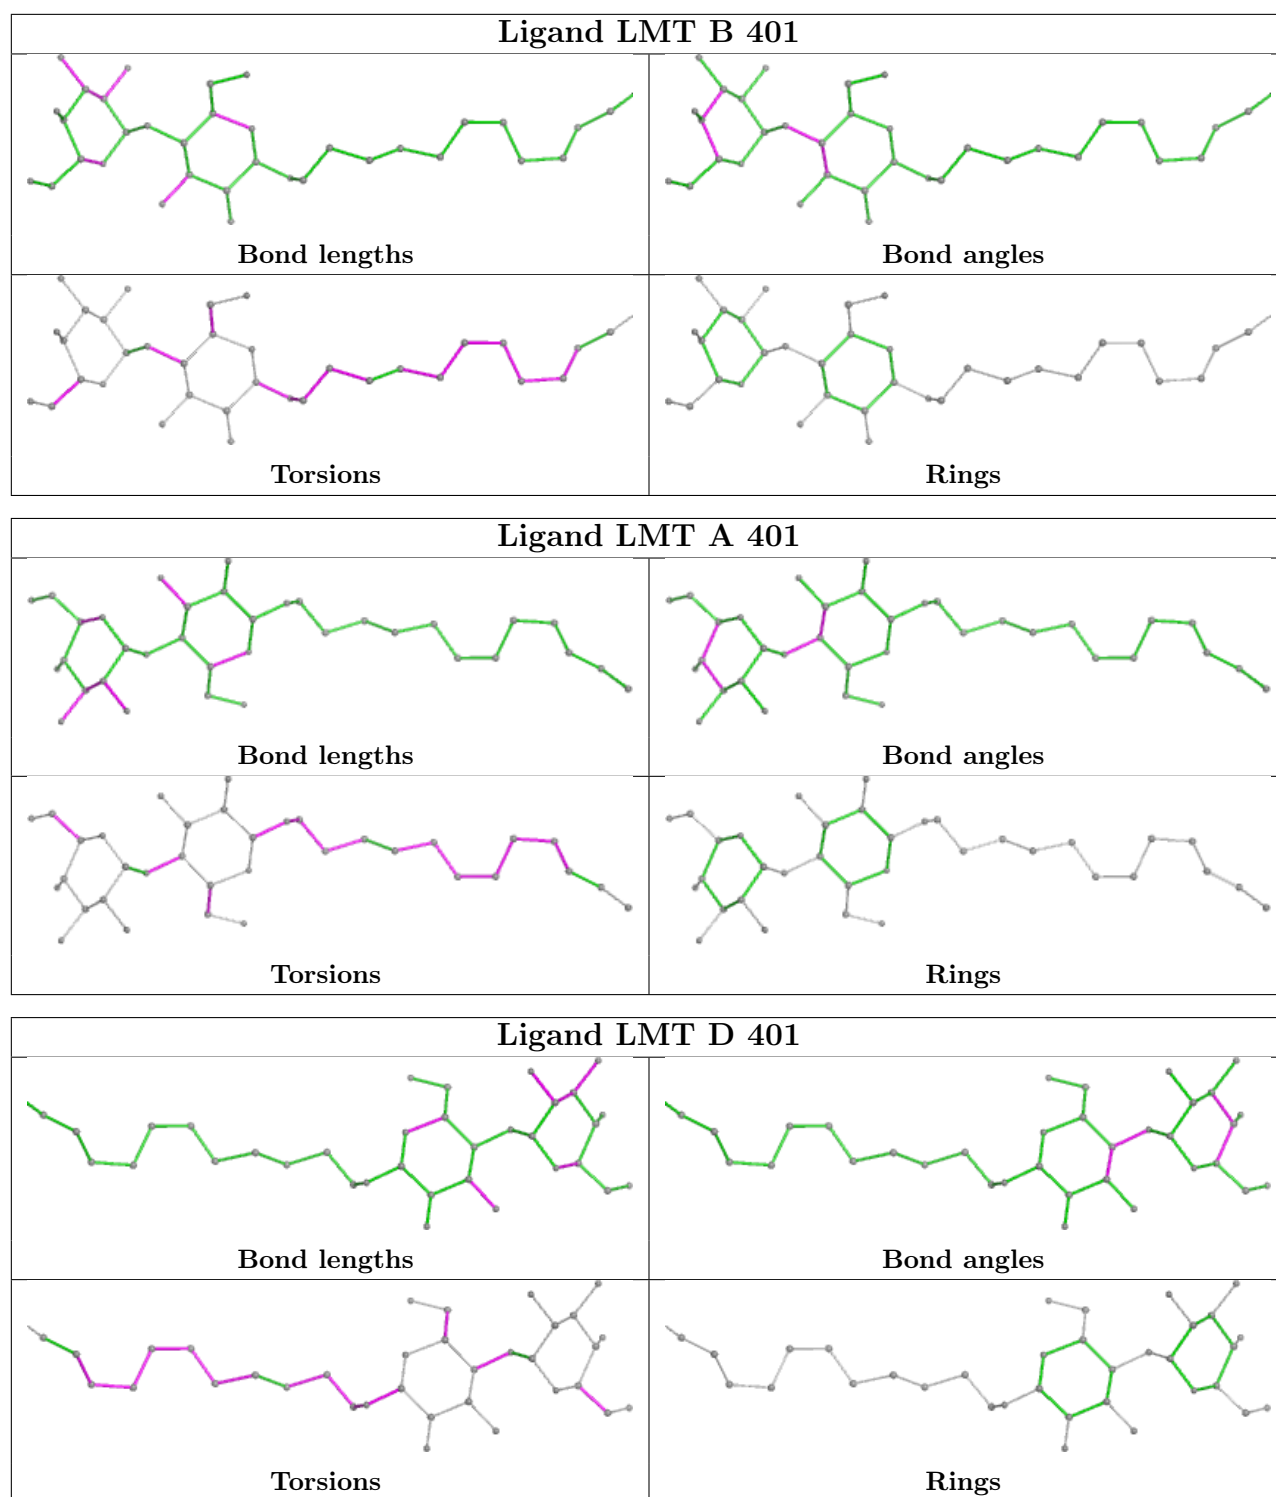 Ligand LMT B 401
Bond lengths
Bond angles
Torsions
Rings
Ligand LMT A 401
Bond lengths
Bond angles
Torsions
Rings
Ligand LMT D 401
Bond lengths
Bond angles
Torsions
Rings